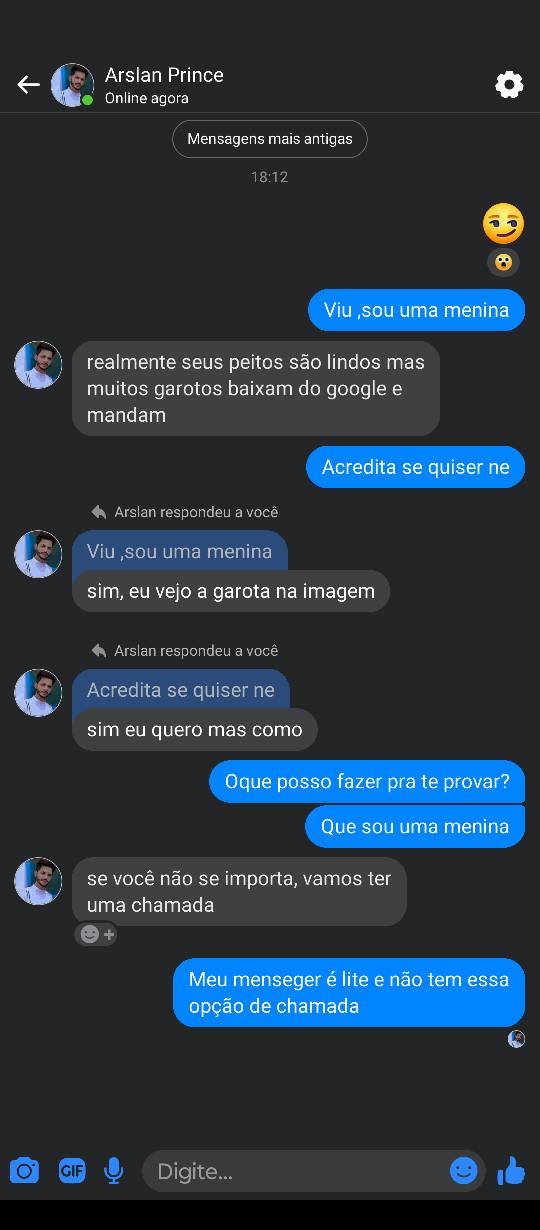 Arslan Prince
Online agora
Mensagens mais antigas
18:12
Viu ,sou uma menina
realmente seus peitos são lindos mas
muitos garotos baixam do google e
mandam
Acredita se quiser ne
Arslan respondeu a você
Viu ,sou uma menina
sim, eu vejo a garota na imagem
Arslan respondeu a você
Acredita se quiser ne
sim eu quero mas como
Oque posso fazer pra te provar?
Que sou uma menina
se você não se importa, vamos ter
uma chamada
Meu menseger é lite e não tem essa
opção de chamada
GIF
Digite...